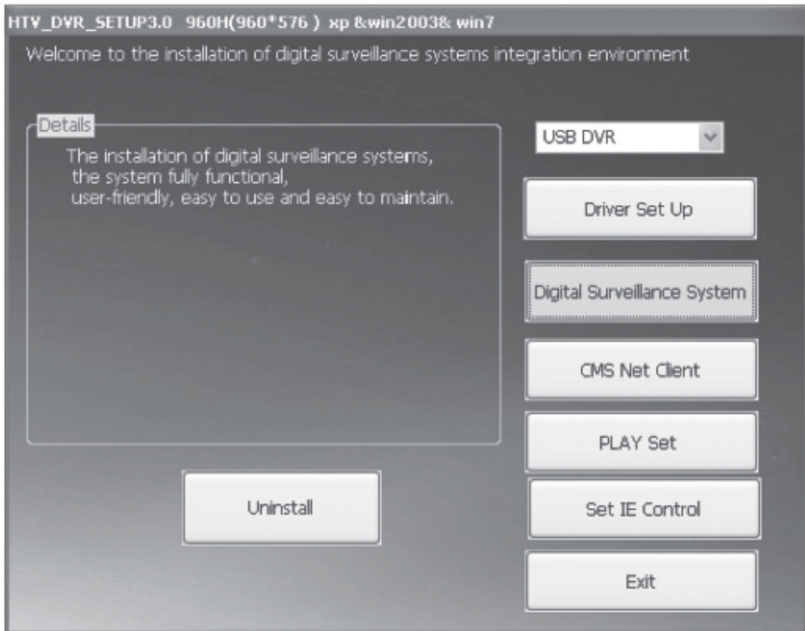 HTV_DVR_SETUP3.0 960H(960*576 ) xp &win2003& win7
Welcome to the installation of digital surveillance systems integration environment
Details
The installation of digital surveillance systems,
the system fully functional,
user-friendly, easy to use and easy to maintain.
USB DVR
Driver Set Up
Digital Surveillance System
CMS Net Client
PLAY Set
Set IE Control
Uninstall
Exit